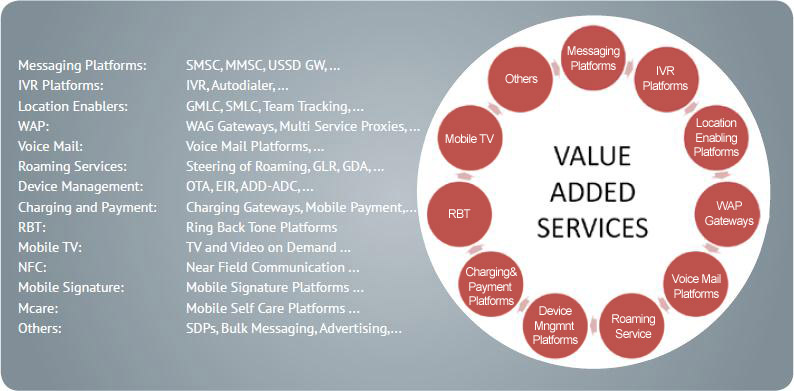 Messaging Platforms: SMSC, MMSC, USSD GW, ...
IVR Platforms: IVR, Autodialer, ...
Location Enablers: GMLC, SMLC, Team Tracking, ...
WAP: WAG Gateways, Multi Service Proxies, ...
Voice Mail: Voice Mail Platforms, ...
Roaming Services: Steering of Roaming, GLR, GDA, ...
Device Management: OTA, EIR, ADD-ADC, ...
Charging and Payment: Charging Gateways, Mobile Payment,...
RBT: Ring Back Tone Platforms
Mobile TV: TV and Video on Demand ...
NFC: Near Field Communication ...
Mobile Signature: Mobile Signature Platforms ...
Mcare: Mobile Self Care Platforms ...
Others: SDPs, Bulk Messaging, Advertising,...
VALUE
ADDED
SERVICES
Messaging
Platforms
IVR
Platforms
Location
Enabling
Platforms
WAP
Gateways
Voice Mail
Platforms
Roaming
Service
Device
Mngmnt
Platforms
Charging&
Payment
Platforms
RBT
Mobile TV
Others